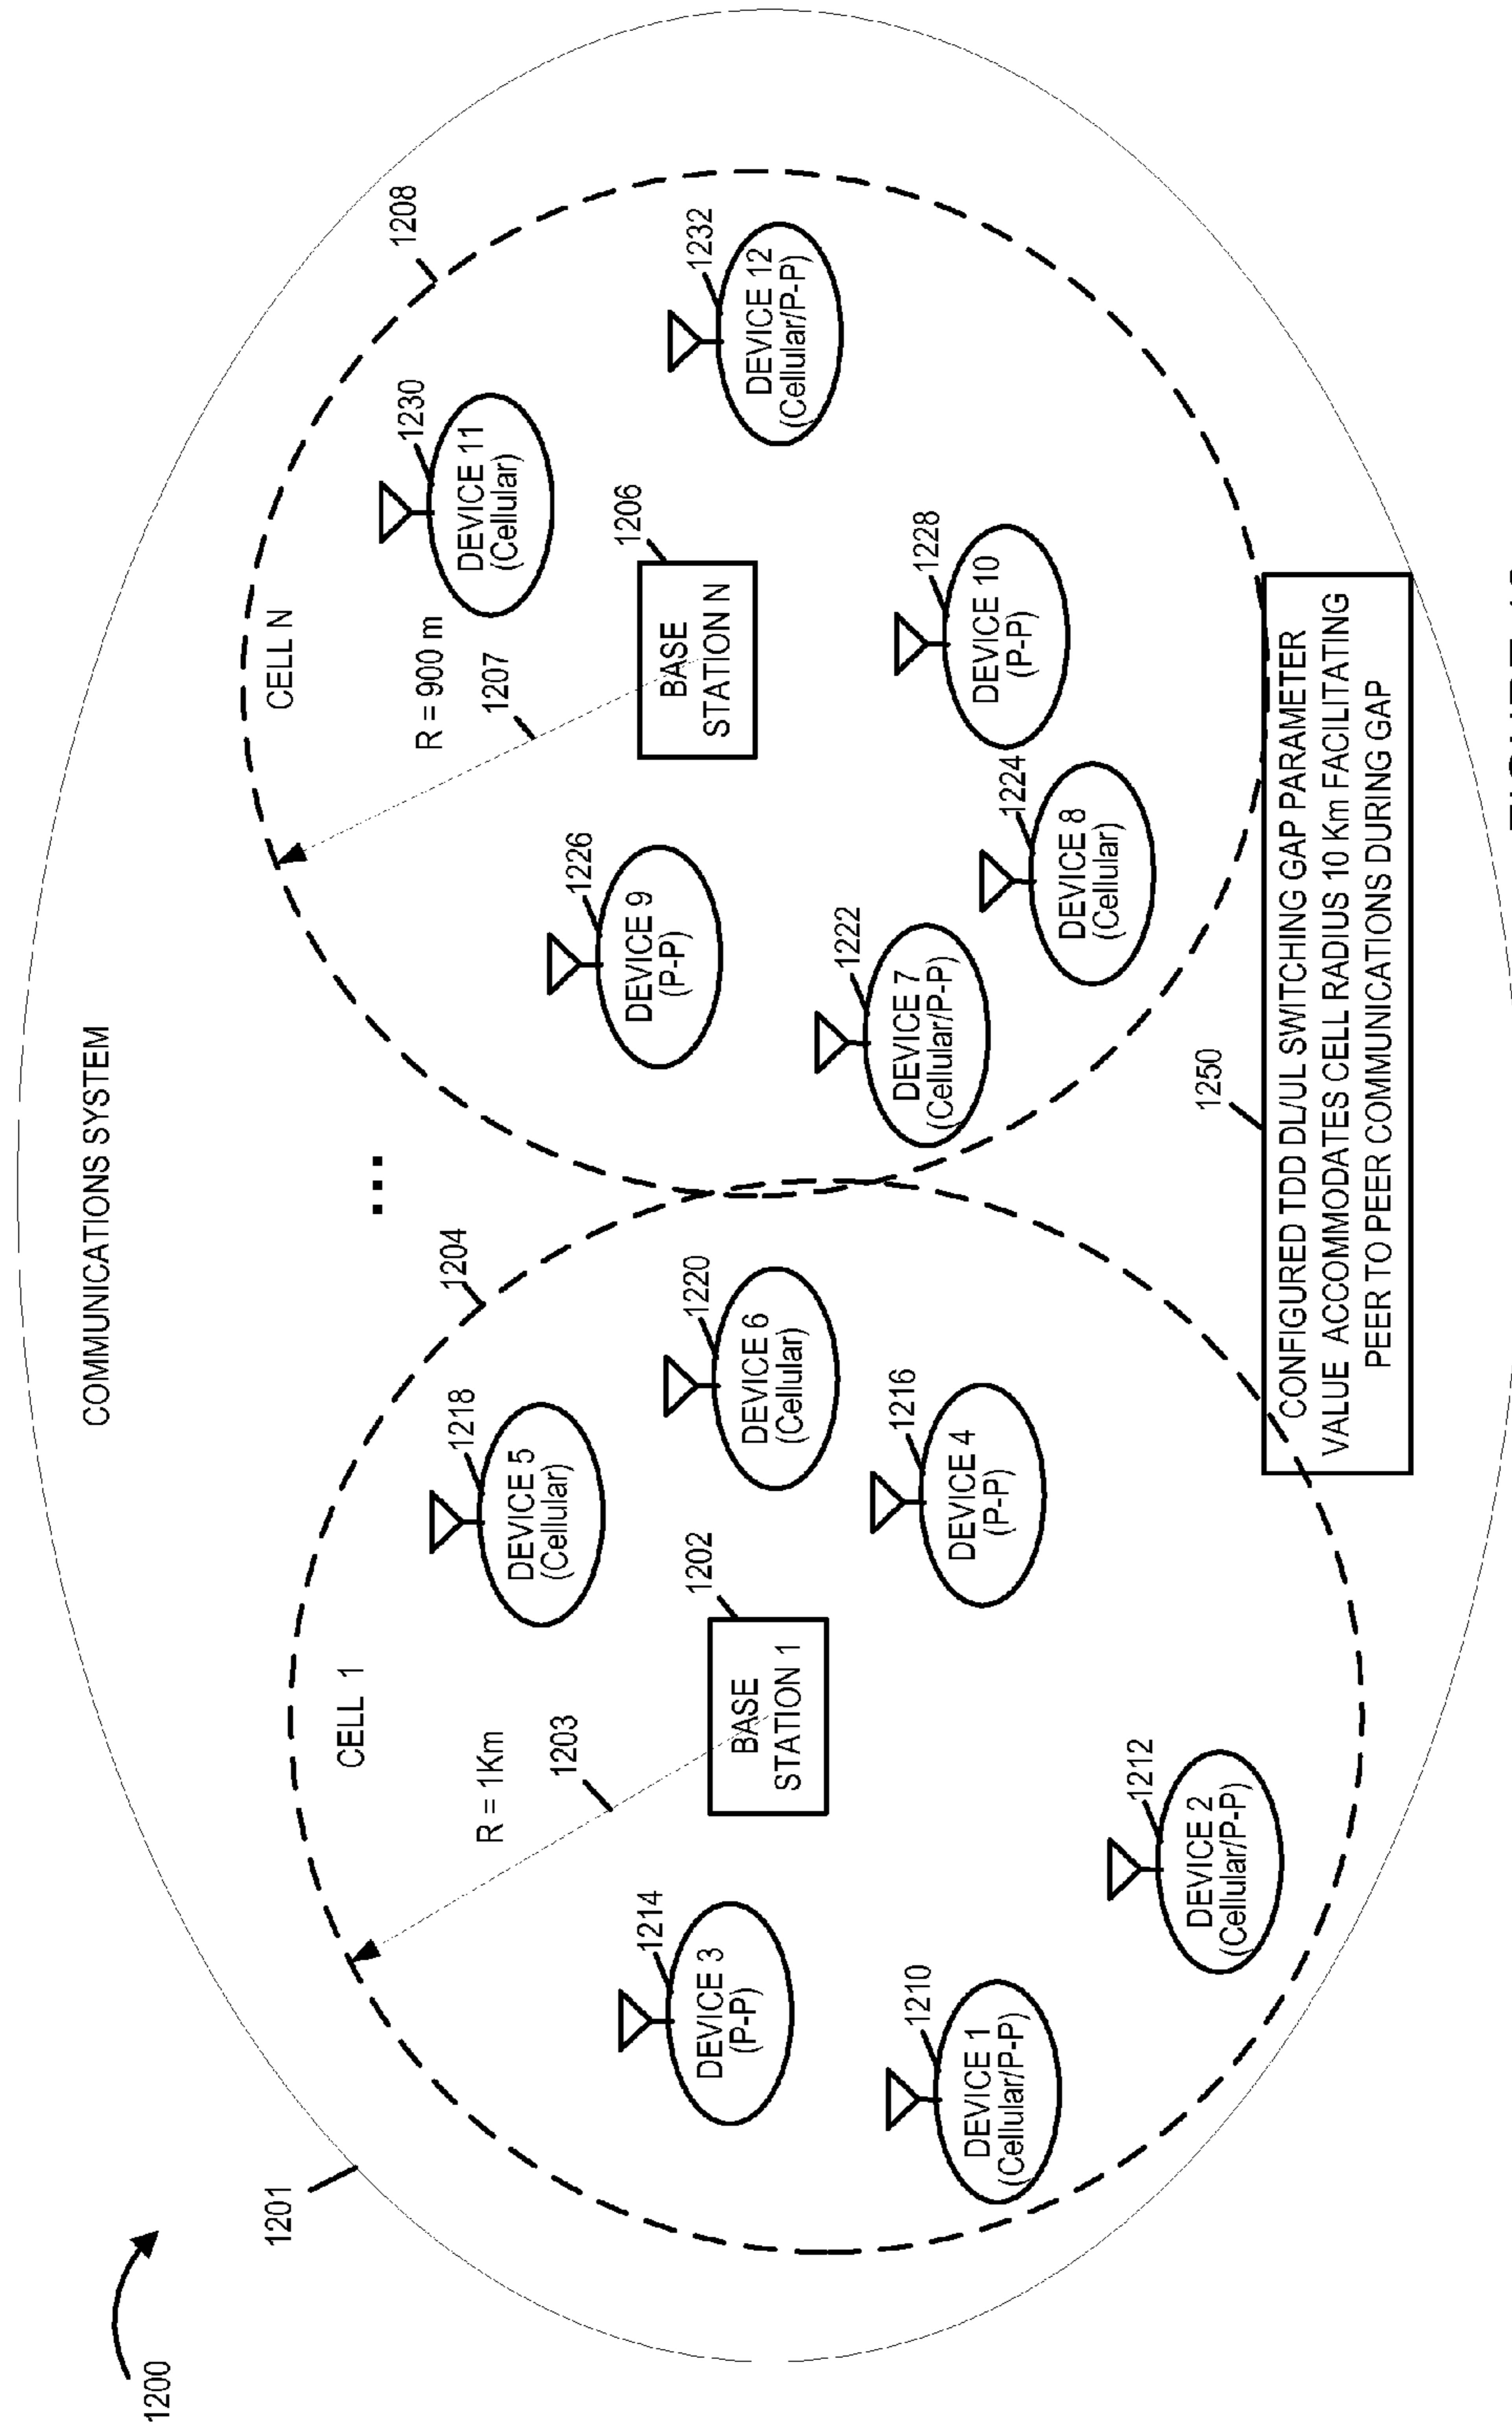 1200
1201
COMMUNICATIONS SYSTEM
...
CELL 1
R = 1Km
1203
1204
BASE
STATION 1
1202
DEVICE 3
(P-P)
1214
DEVICE 1
(Cellular/P-P)
1210
DEVICE 2
(Cellular/P-P)
1212
DEVICE 5
(Cellular)
1218
DEVICE 6
(Cellular)
1220
DEVICE 4
(P-P)
1216
CELL N
R = 900 m
1207
1208
BASE
STATION N
1206
DEVICE 9
(P-P)
1226
DEVICE 7
(Cellular/P-P)
1222
DEVICE 8
(Cellular)
1224
DEVICE 10
(P-P)
1228
DEVICE 11
(Cellular)
1230
DEVICE 12
(Cellular/P-P)
1232
1250
CONFIGURED TDD DL/UL SWITCHING GAP PARAMETER
VALUE ACCOMMODATES CELL RADIUS 10 Km FACILITATING
PEER TO PEER COMMUNICATIONS DURING GAP